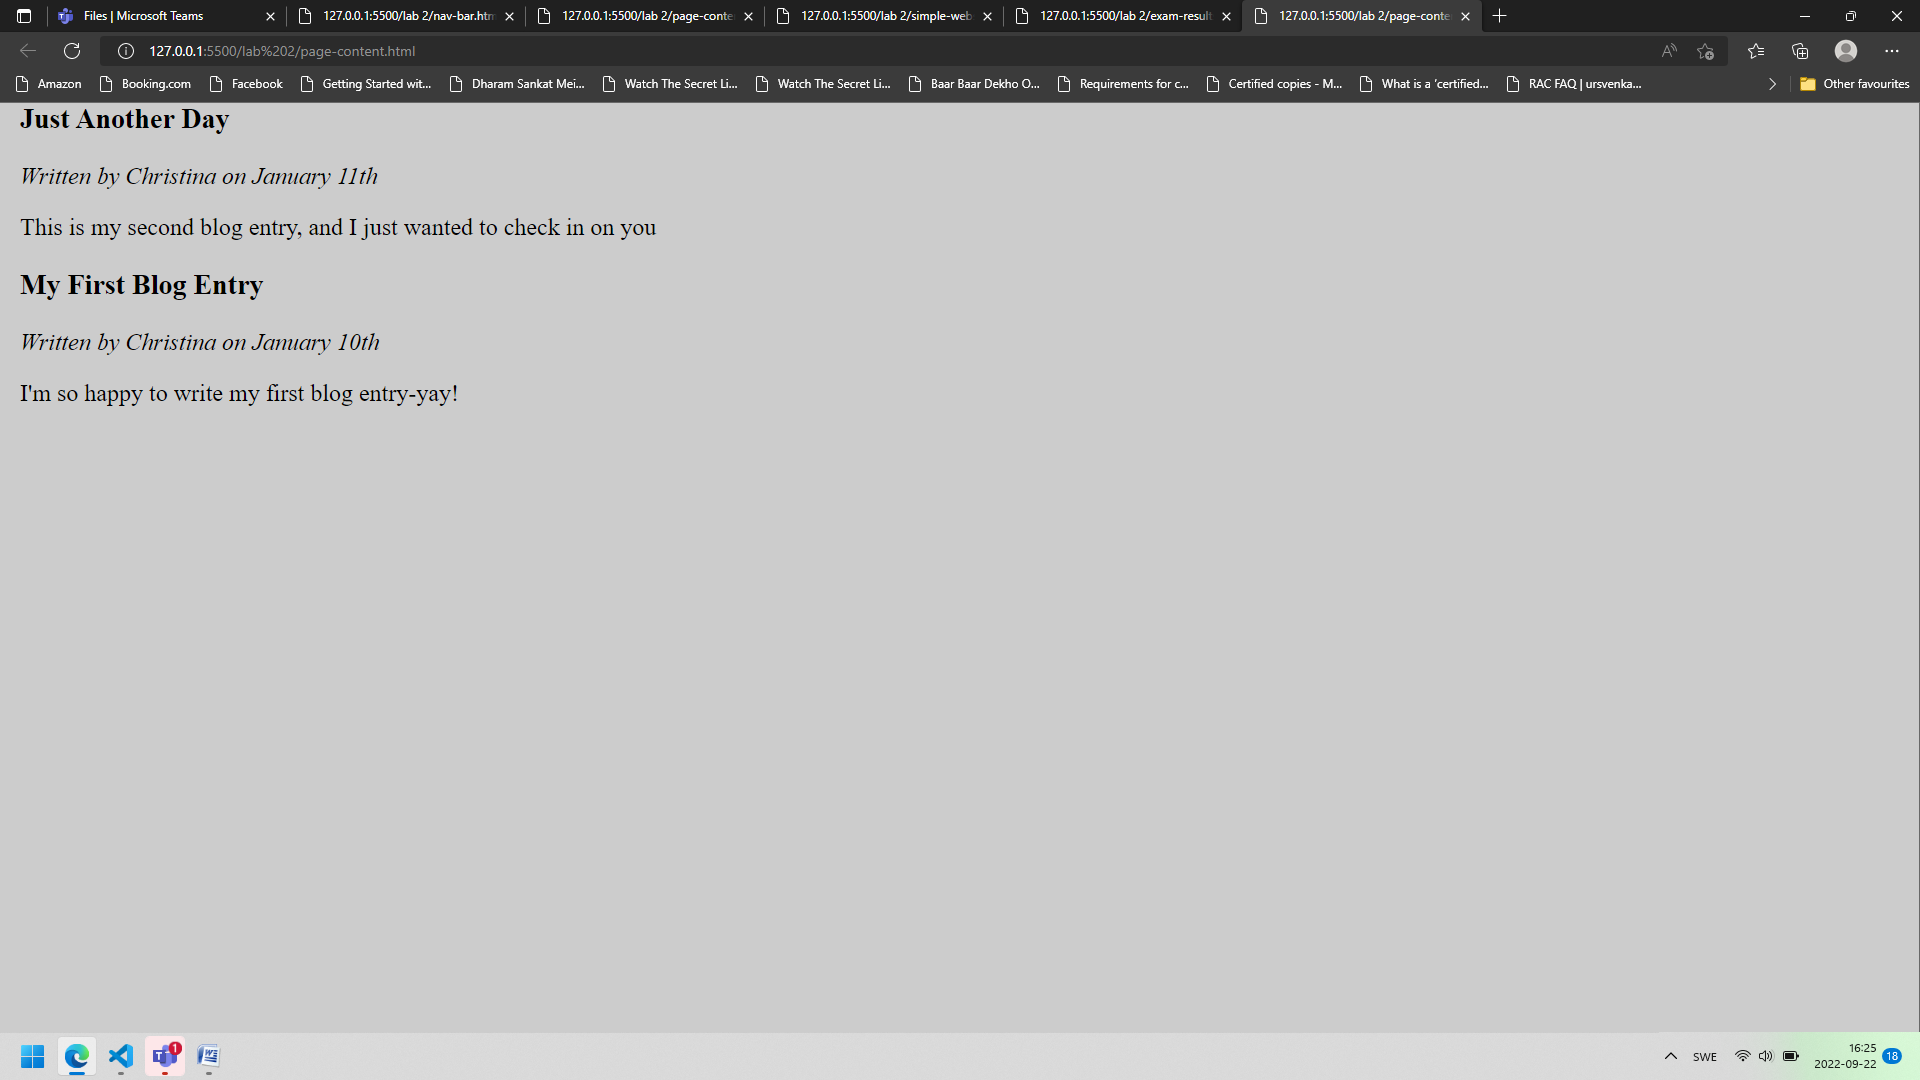 Files | Microsoft Teams
127.0.0.1:5500/lab 2/nav-bar.htm
127.0.0.1:5500/lab 2/page-conte
127.0.0.1:5500/lab 2/simple-web
127.0.0.1:5500/lab 2/exam-result
127.0.0.1:5500/lab 2/page-conte
127.0.0.1:5500/lab%202/page-content.html
Amazon
Booking.com
Facebook
Getting Started wit...
Dharam Sankat Mei...
Watch The Secret Li...
Watch The Secret Li...
Baar Baar Dekho O...
Requirements for c...
Certified copies - M...
What is a 'certified...
RAC FAQ | ursvenka...
Other favourites
Just Another Day
Written by Christina on January 11th
This is my second blog entry, and I just wanted to check in on you
My First Blog Entry
Written by Christina on January 10th
I'm so happy to write my first blog entry-yay!
1
SWE
16:25
2022-09-22
18